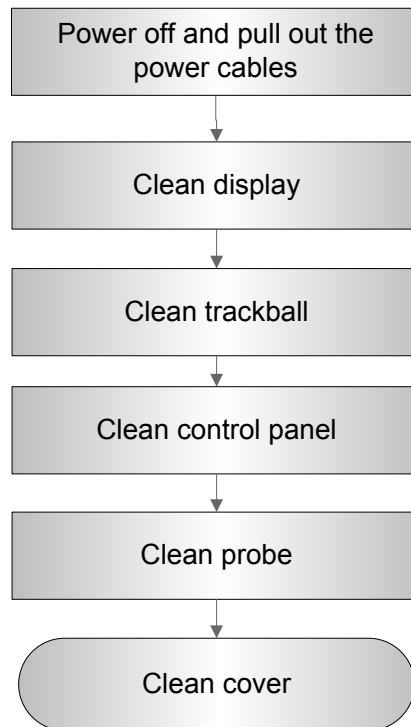 Power off and pull out the
power cables
Clean display
Clean trackball
Clean control panel
Clean probe
Clean cover